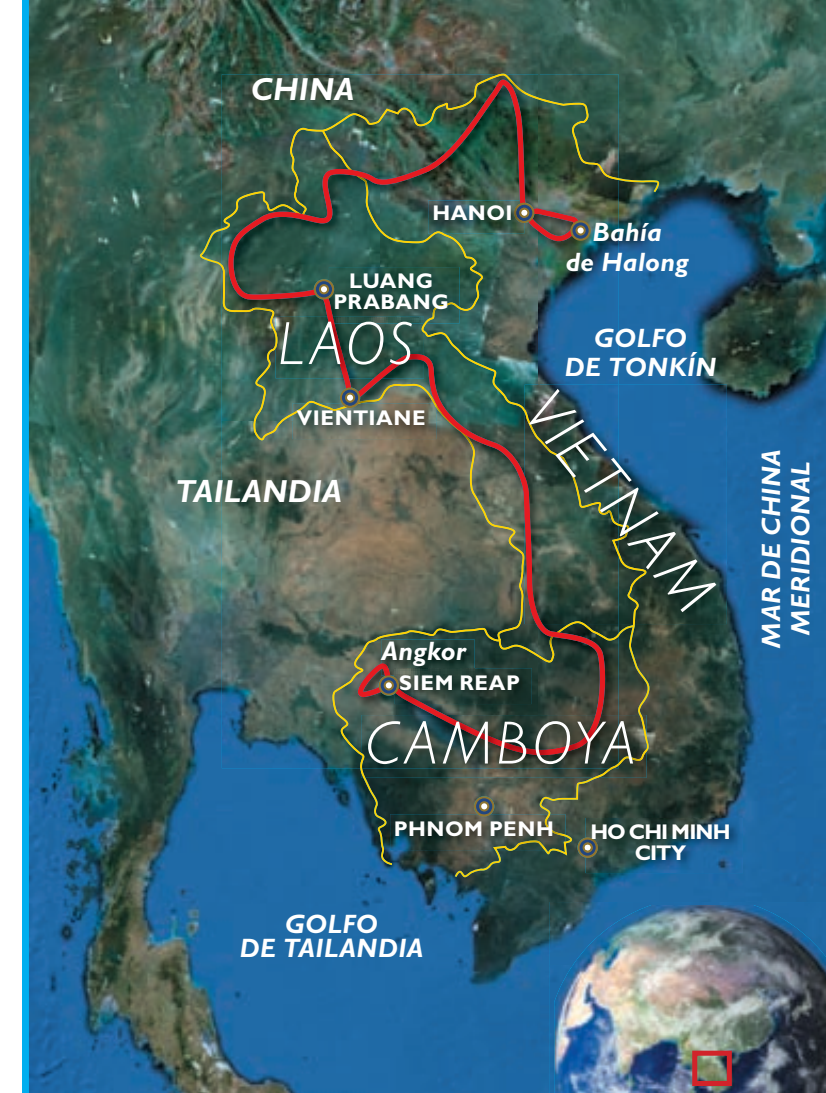 CHINA
HANOI
Bahía
de Halong
LUANG
PRABANG
LAOS
GOLFO
DE TONKÍN
VIENTIANE
VIETNAM
TAILANDIA
MAR DE CHINA
MERIDIONAL
Angkor
SIEM REAP
CAMBOYA
PHNOM PENH
HO CHI MINH
CITY
GOLFO
DE TAILANDIA